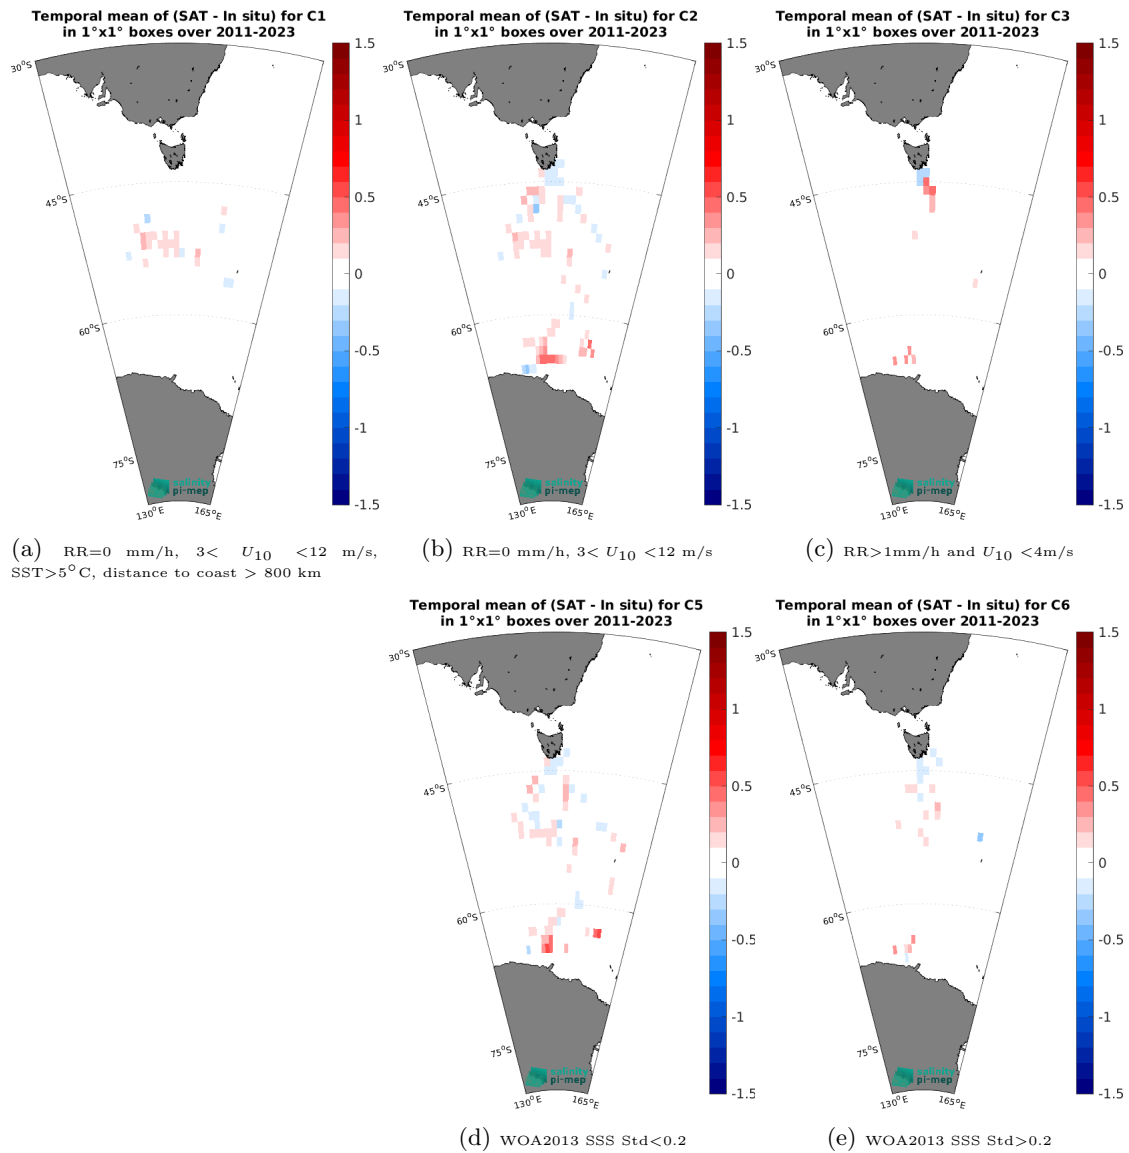 Temporal mean of (SAT - In situ) for C1
in 1°x1° boxes over 2011-2023
30°S
45°S
60°S
75°S
130°E
165°E
1.5
1
0.5
0
-0.5
-1
-1.5
salinity
pi-mep
(a) RR=0 mm/h, 3< U10 <12 m/s,
SST>5°C, distance to coast > 800 km
Temporal mean of (SAT - In situ) for C2
in 1°x1° boxes over 2011-2023
30°S
45°S
60°S
75°S
130°E
165°E
1.5
1
0.5
0
-0.5
-1
-1.5
salinity
pi-mep
(b) RR=0 mm/h, 3< U10 <12 m/s
Temporal mean of (SAT - In situ) for C3
in 1°x1° boxes over 2011-2023
30°S
45°S
60°S
75°S
130°E
165°E
1.5
1
0.5
0
-0.5
-1
-1.5
salinity
pi-mep
(c) RR>1mm/h and U10 <4m/s
Temporal mean of (SAT - In situ) for C5
in 1°x1° boxes over 2011-2023
30°S
45°S
60°S
75°S
130°E
165°E
1.5
1
0.5
0
-0.5
-1
-1.5
salinity
pi-mep
(d) WOA2013 SSS Std<0.2
Temporal mean of (SAT - In situ) for C6
in 1°x1° boxes over 2011-2023
30°S
45°S
60°S
75°S
130°E
165°E
1.5
1
0.5
0
-0.5
-1
-1.5
salinity
pi-mep
(e) WOA2013 SSS Std>0.2